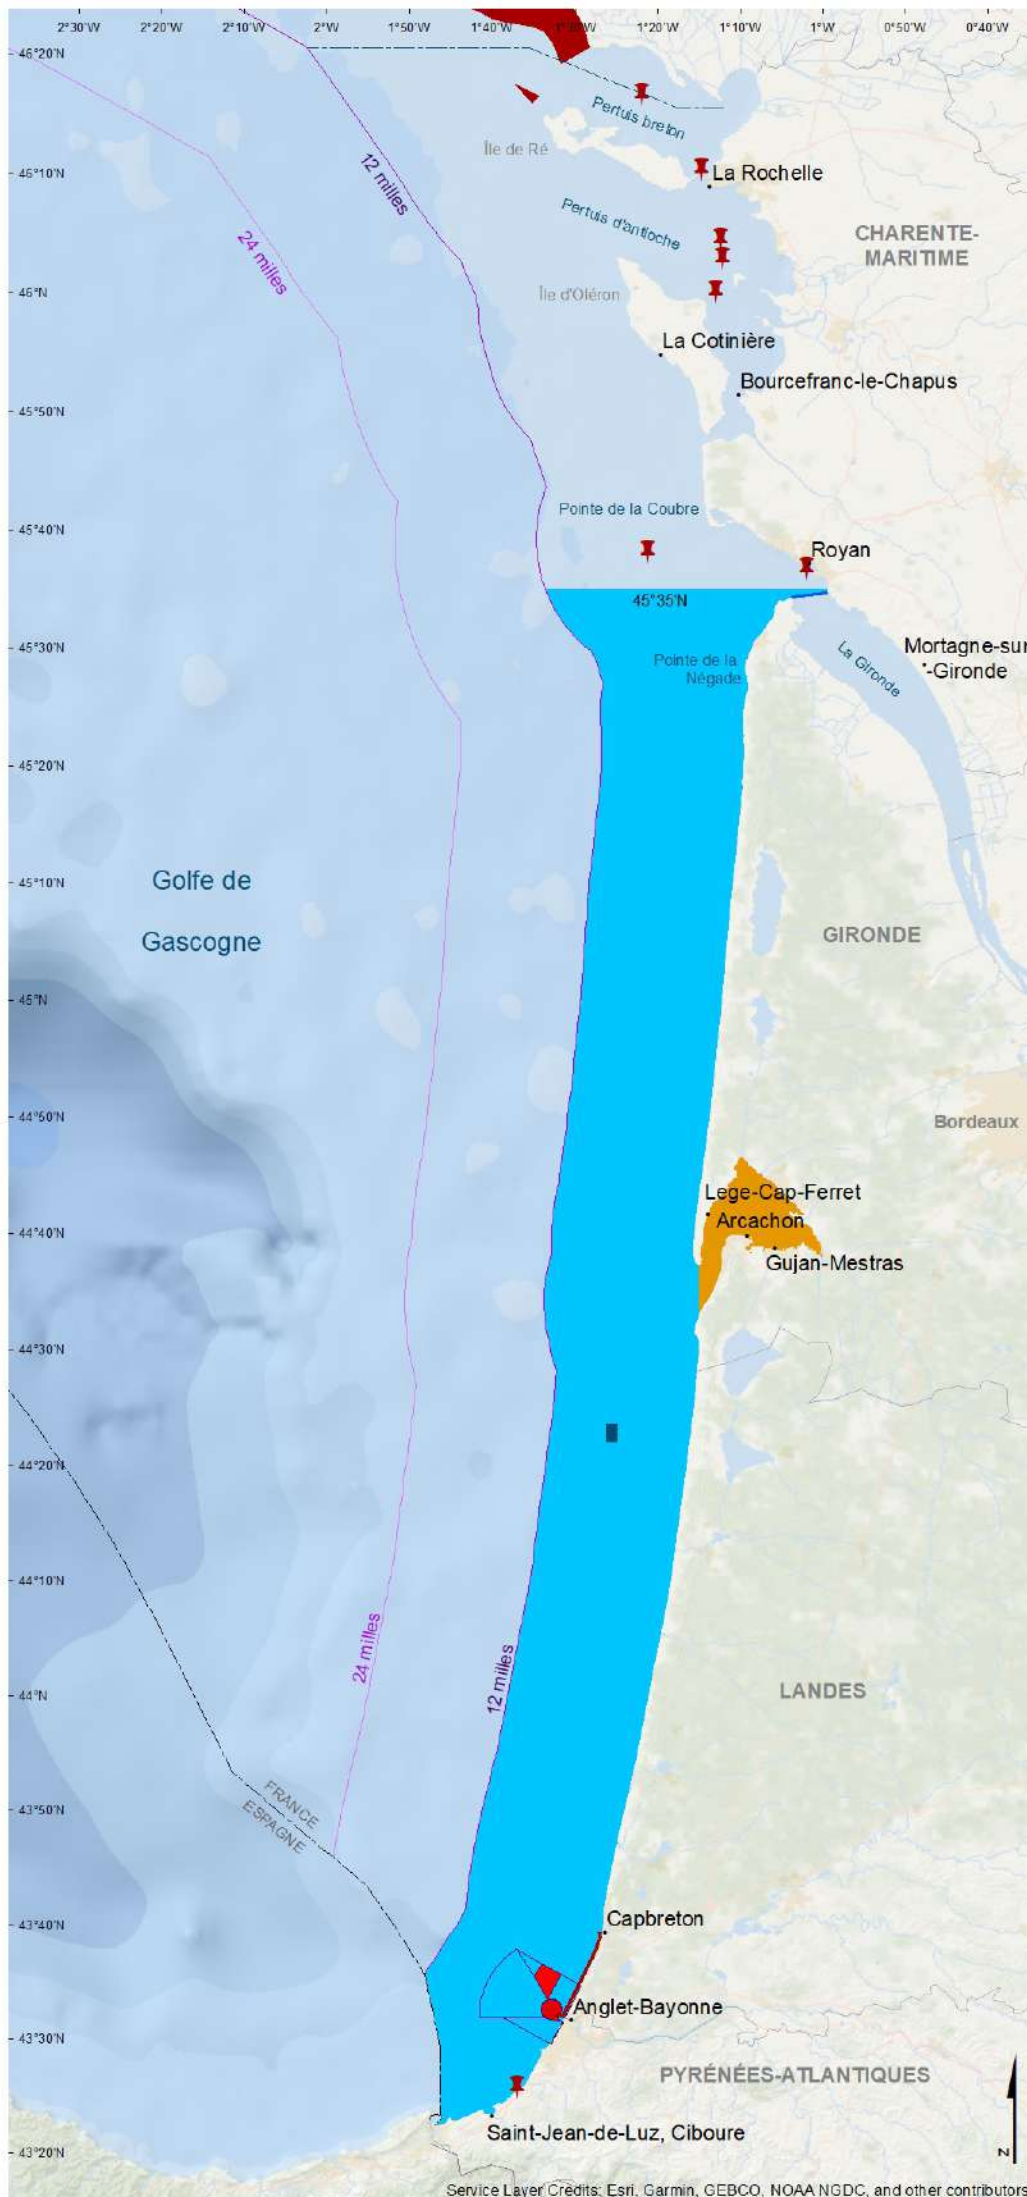 2°30'W 2°20'W 2°10'W 2°0'W 1°50'W 1°40'W 1°30'W 1°20'W 1°10'W 1°0'W 0°50'W 0°40'W
46°20'N
Pertuis breton
Île de Ré
12 milles
46°10'N
La Rochelle
Pertuis d'antioche
CHARENTE-
MARITIME
24 milles
46°N
Île d'Oléron
La Cotinière
Bourcefranc-le-Chapus
45°50'N
Pointe de la Coubre
45°40'N
Royan
45°35'N
45°30'N
Pointe de la
Négade
La Gironde
Mortagne-sur
-Gironde
45°20'N
45°10'N
Golfe de
Gascogne
GIRONDE
45°N
44°50'N
Bordeaux
Lege-Cap-Ferret
Arcachon
44°40'N
Gujan-Mestras
44°30'N
44°20'N
44°10'N
24 milles
12 milles
44°N
LANDES
FRANCE
ESPAGNE
43°50'N
43°40'N
Capbreton
Anglet-Bayonne
43°30'N
PYRÉNÉES-ATLANTIQUES
Saint-Jean-de-Luz, Ciboure
43°20'N
N
Service Layer Credits: Esri, Garmin, GEBCO, NOAA NGDC, and other contributors